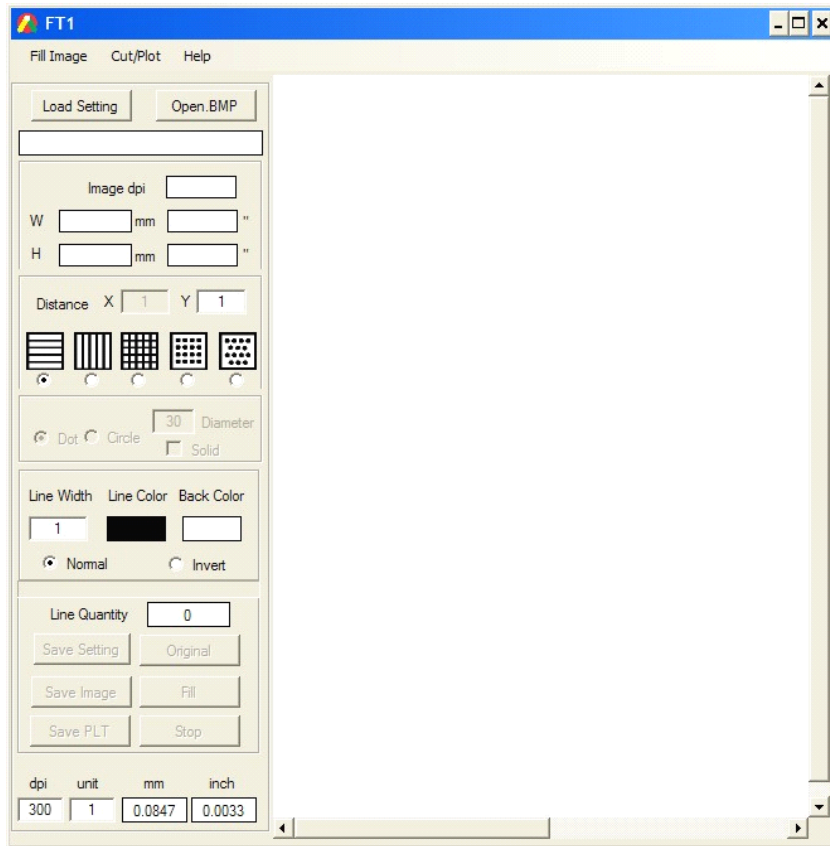 FT1
Fill Image Cut/Plot Help
Load Setting Open.BMP
Image dpi
W mm "
H mm "
Distance X 1 Y 1
Dot Circle 30 Diameter
Solid
Line Width Line Color Back Color
1
Normal Invert
Line Quantity 0
Save Setting Original
Save Image Fill
Save PLT Stop
dpi unit mm inch
300 1 0.0847 0.0033